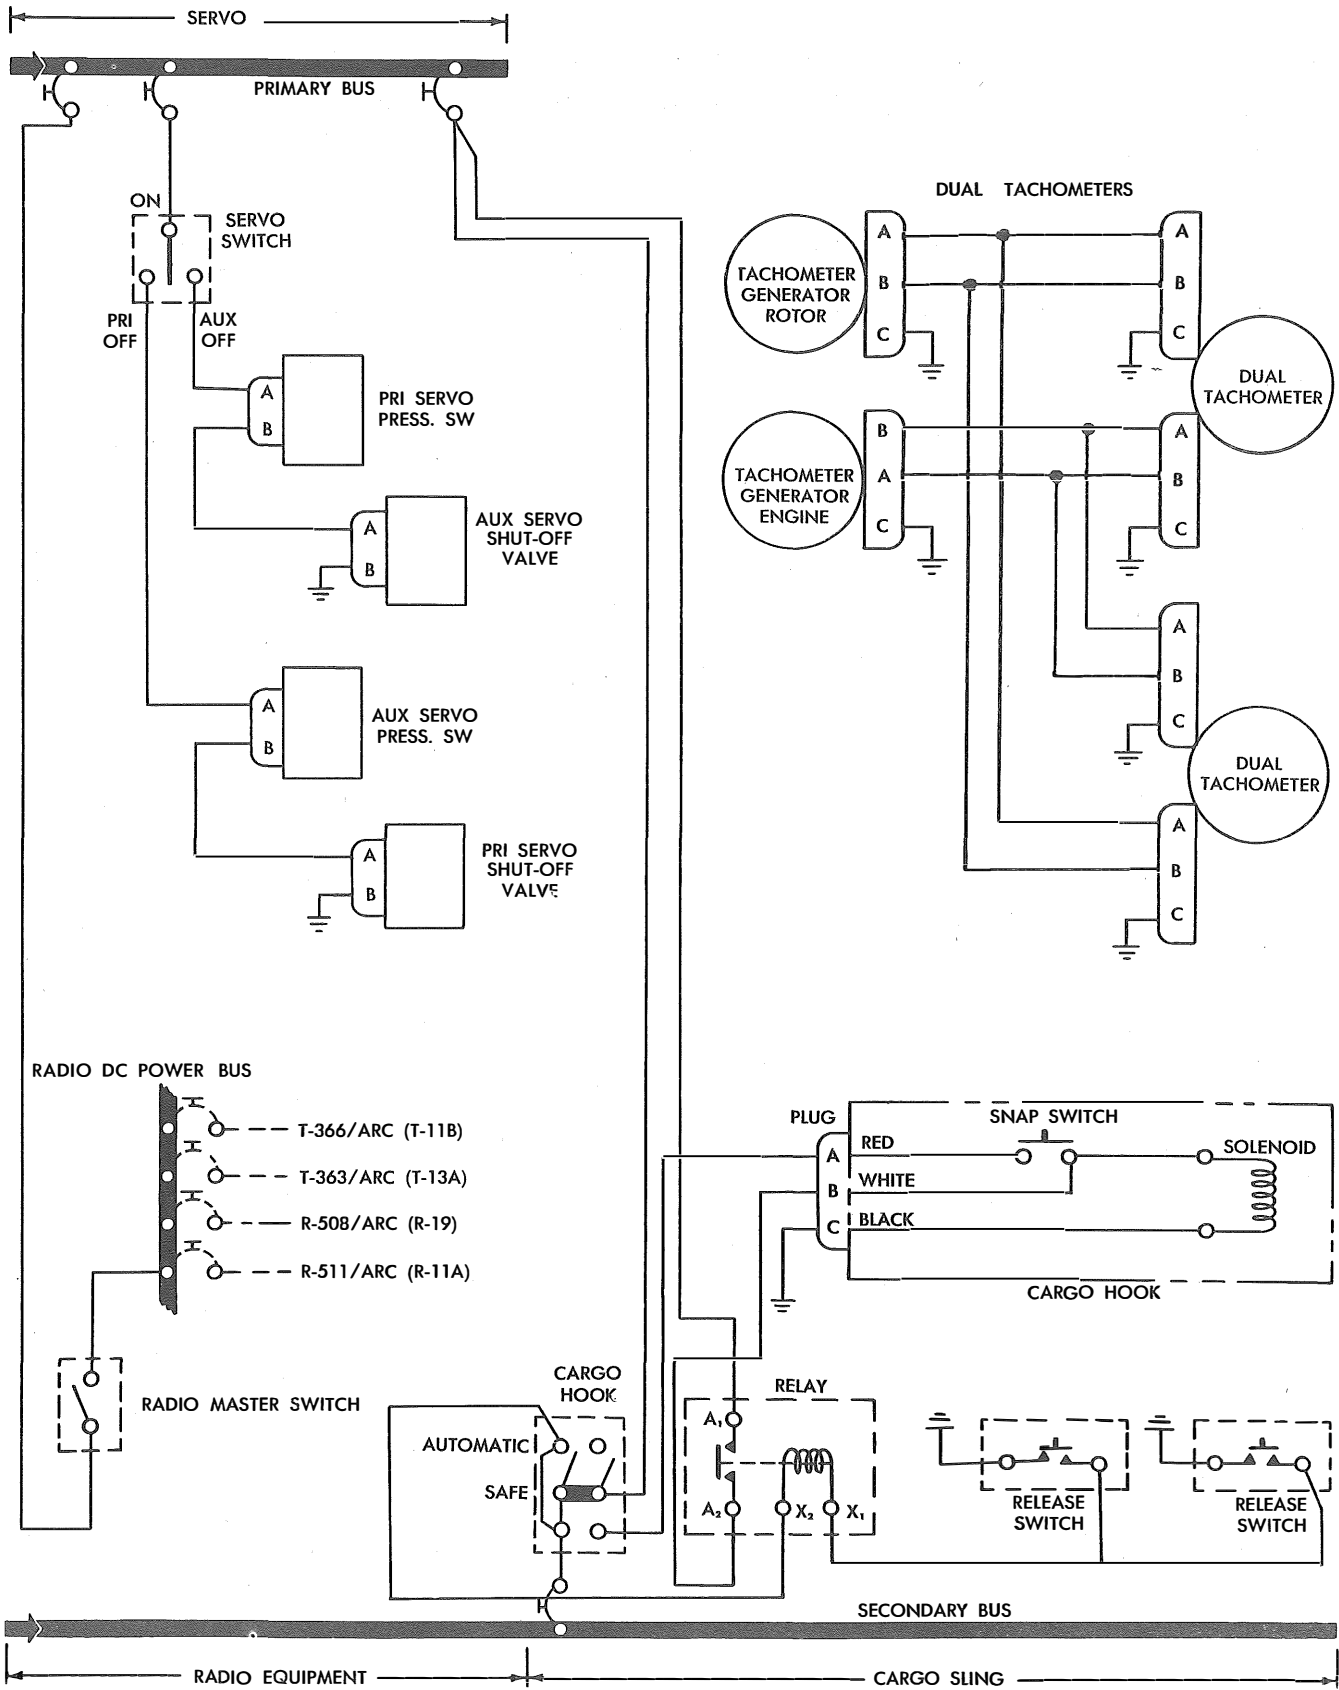 SERVO
PRIMARY BUS
ON
SERVO
SWITCH
PRI
OFF
AUX
OFF
A
B
PRI SERVO
PRESS. SW
A
B
AUX SERVO
SHUT-OFF
VALVE
A
B
AUX SERVO
PRESS. SW
A
B
PRI SERVO
SHUT-OFF
VALVE
DUAL TACHOMETERS
TACHOMETER
GENERATOR
ROTOR
A
B
C
A
B
C
DUAL
TACHOMETER
TACHOMETER
GENERATOR
ENGINE
B
A
C
A
B
C
A
B
C
DUAL
TACHOMETER
A
B
C
RADIO DC POWER BUS
T-366/ARC (T-11B)
T-363/ARC (T-13A)
R-508/ARC (R-19)
R-511/ARC (R-11A)
RADIO MASTER SWITCH
PLUG
A
B
C
RED
WHITE
BLACK
SNAP SWITCH
SOLENOID
CARGO HOOK
CARGO
HOOK
AUTOMATIC
SAFE
RELAY
A₁
A₂
X₂
X₁
RELEASE
SWITCH
RELEASE
SWITCH
SECONDARY BUS
RADIO EQUIPMENT
CARGO SLING